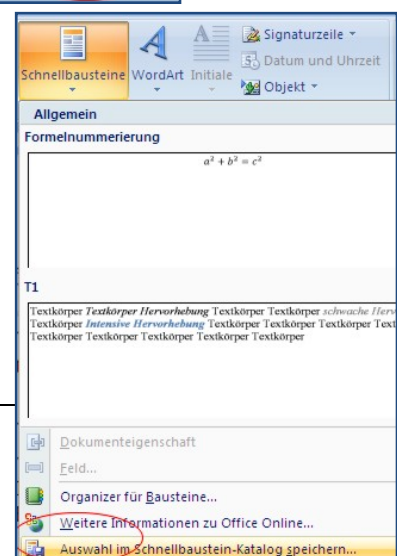 Signaturzeile
Schnellbausteine WordArt Initiale
Datum und Uhrzeit
Objekt
Allgemein
Formelnummerierung
a² + b² = c²
T1
Textkörper Textkörper Hervorhebung Textkörper Textkörper schwache Herv
Textkörper Intensive Hervorhebung Textkörper Textkörper Textkörper Text
Textkörper Textkörper Textkörper Textkörper Textkörper
Dokumenteigenschaft
Feld...
Organizer für Bausteine...
Weitere Informationen zu Office Online...
Auswahl im Schnellbaustein-Katalog speichern...